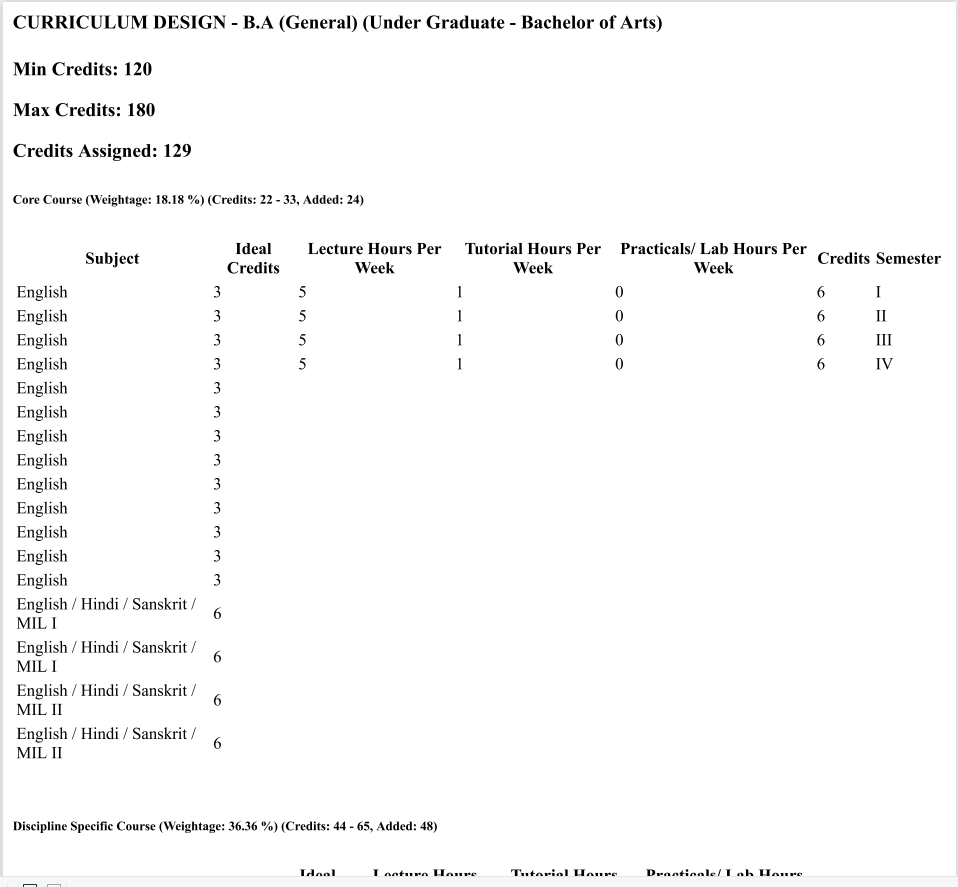 CURRICULUM DESIGN - B.A (General) (Under Graduate - Bachelor of Arts)
Min Credits: 120
Max Credits: 180
Credits Assigned: 129
Core Course (Weightage: 18.18 %) (Credits: 22 - 33, Added: 24)
Subject Ideal Credits Lecture Hours Per Week Tutorial Hours Per Week Practicals/ Lab Hours Per Week Credits Semester
English 3 5 1 0 6 I
English 3 5 1 0 6 II
English 3 5 1 0 6 III
English 3 5 1 0 6 IV
English 3
English 3
English 3
English 3
English 3
English 3
English 3
English 3
English 3
English / Hindi / Sanskrit / MIL I 6
English / Hindi / Sanskrit / MIL I 6
English / Hindi / Sanskrit / MIL II 6
English / Hindi / Sanskrit / MIL II 6
Discipline Specific Course (Weightage: 36.36 %) (Credits: 44 - 65, Added: 48)
Ideal Lecture Hours Tutorial Hours Practicals/ Lab Hours